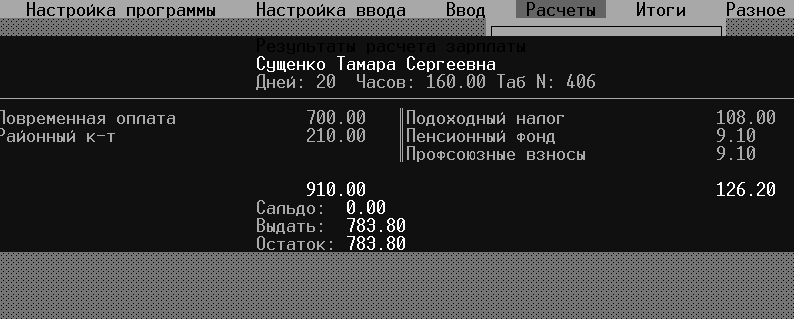 Настройка программы Настройка ввода Ввод Расчеты Итоги Разное
Результаты расчета зарплаты
Сущенко Тамара Сергеевна
Дней: 20 Часов: 160.00 Таб N: 406
Повременная оплата 700.00 Подоходный налог 108.00
Районный к-т 210.00 Пенсионный фонд 9.10
Профсоюзные взносы 9.10
910.00 126.20
Сальдо: 0.00
Выдать: 783.80
Остаток: 783.80